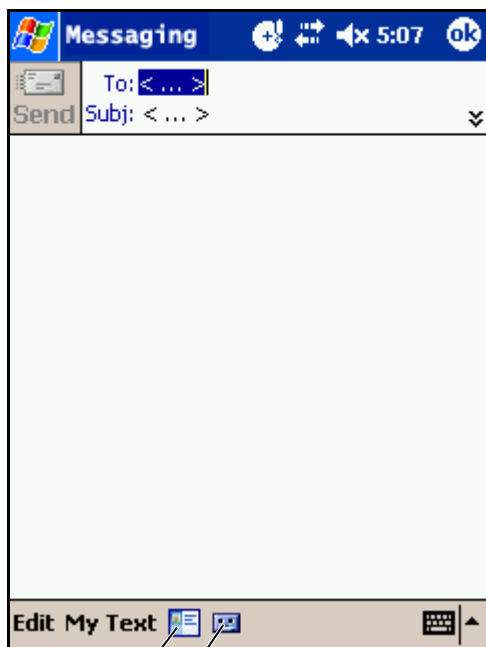 Messaging 5:07 ok
To: < ... >
Send Subj: < ... >
Edit My Text